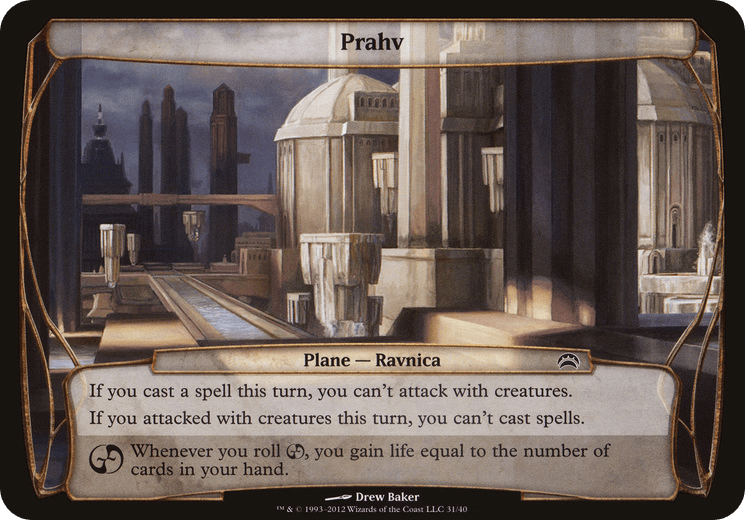 Prahv
Plane — Ravnica
If you cast a spell this turn, you can't attack with creatures.
If you attacked with creatures this turn, you can't cast spells.
Whenever you roll , you gain life equal to the number of
cards in your hand.
Drew Baker
™ & © 1993–2012 Wizards of the Coast LLC 31/40